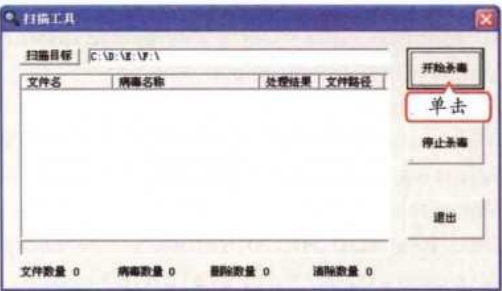 扫描工具
扫描目标 C:\D:\E:\F:\
文件名 病毒名称 处理结果 文件路径
开始杀毒
单击
停止杀毒
退出
文件数量 0 病毒数量 0 删除数量 0 清除数量 0